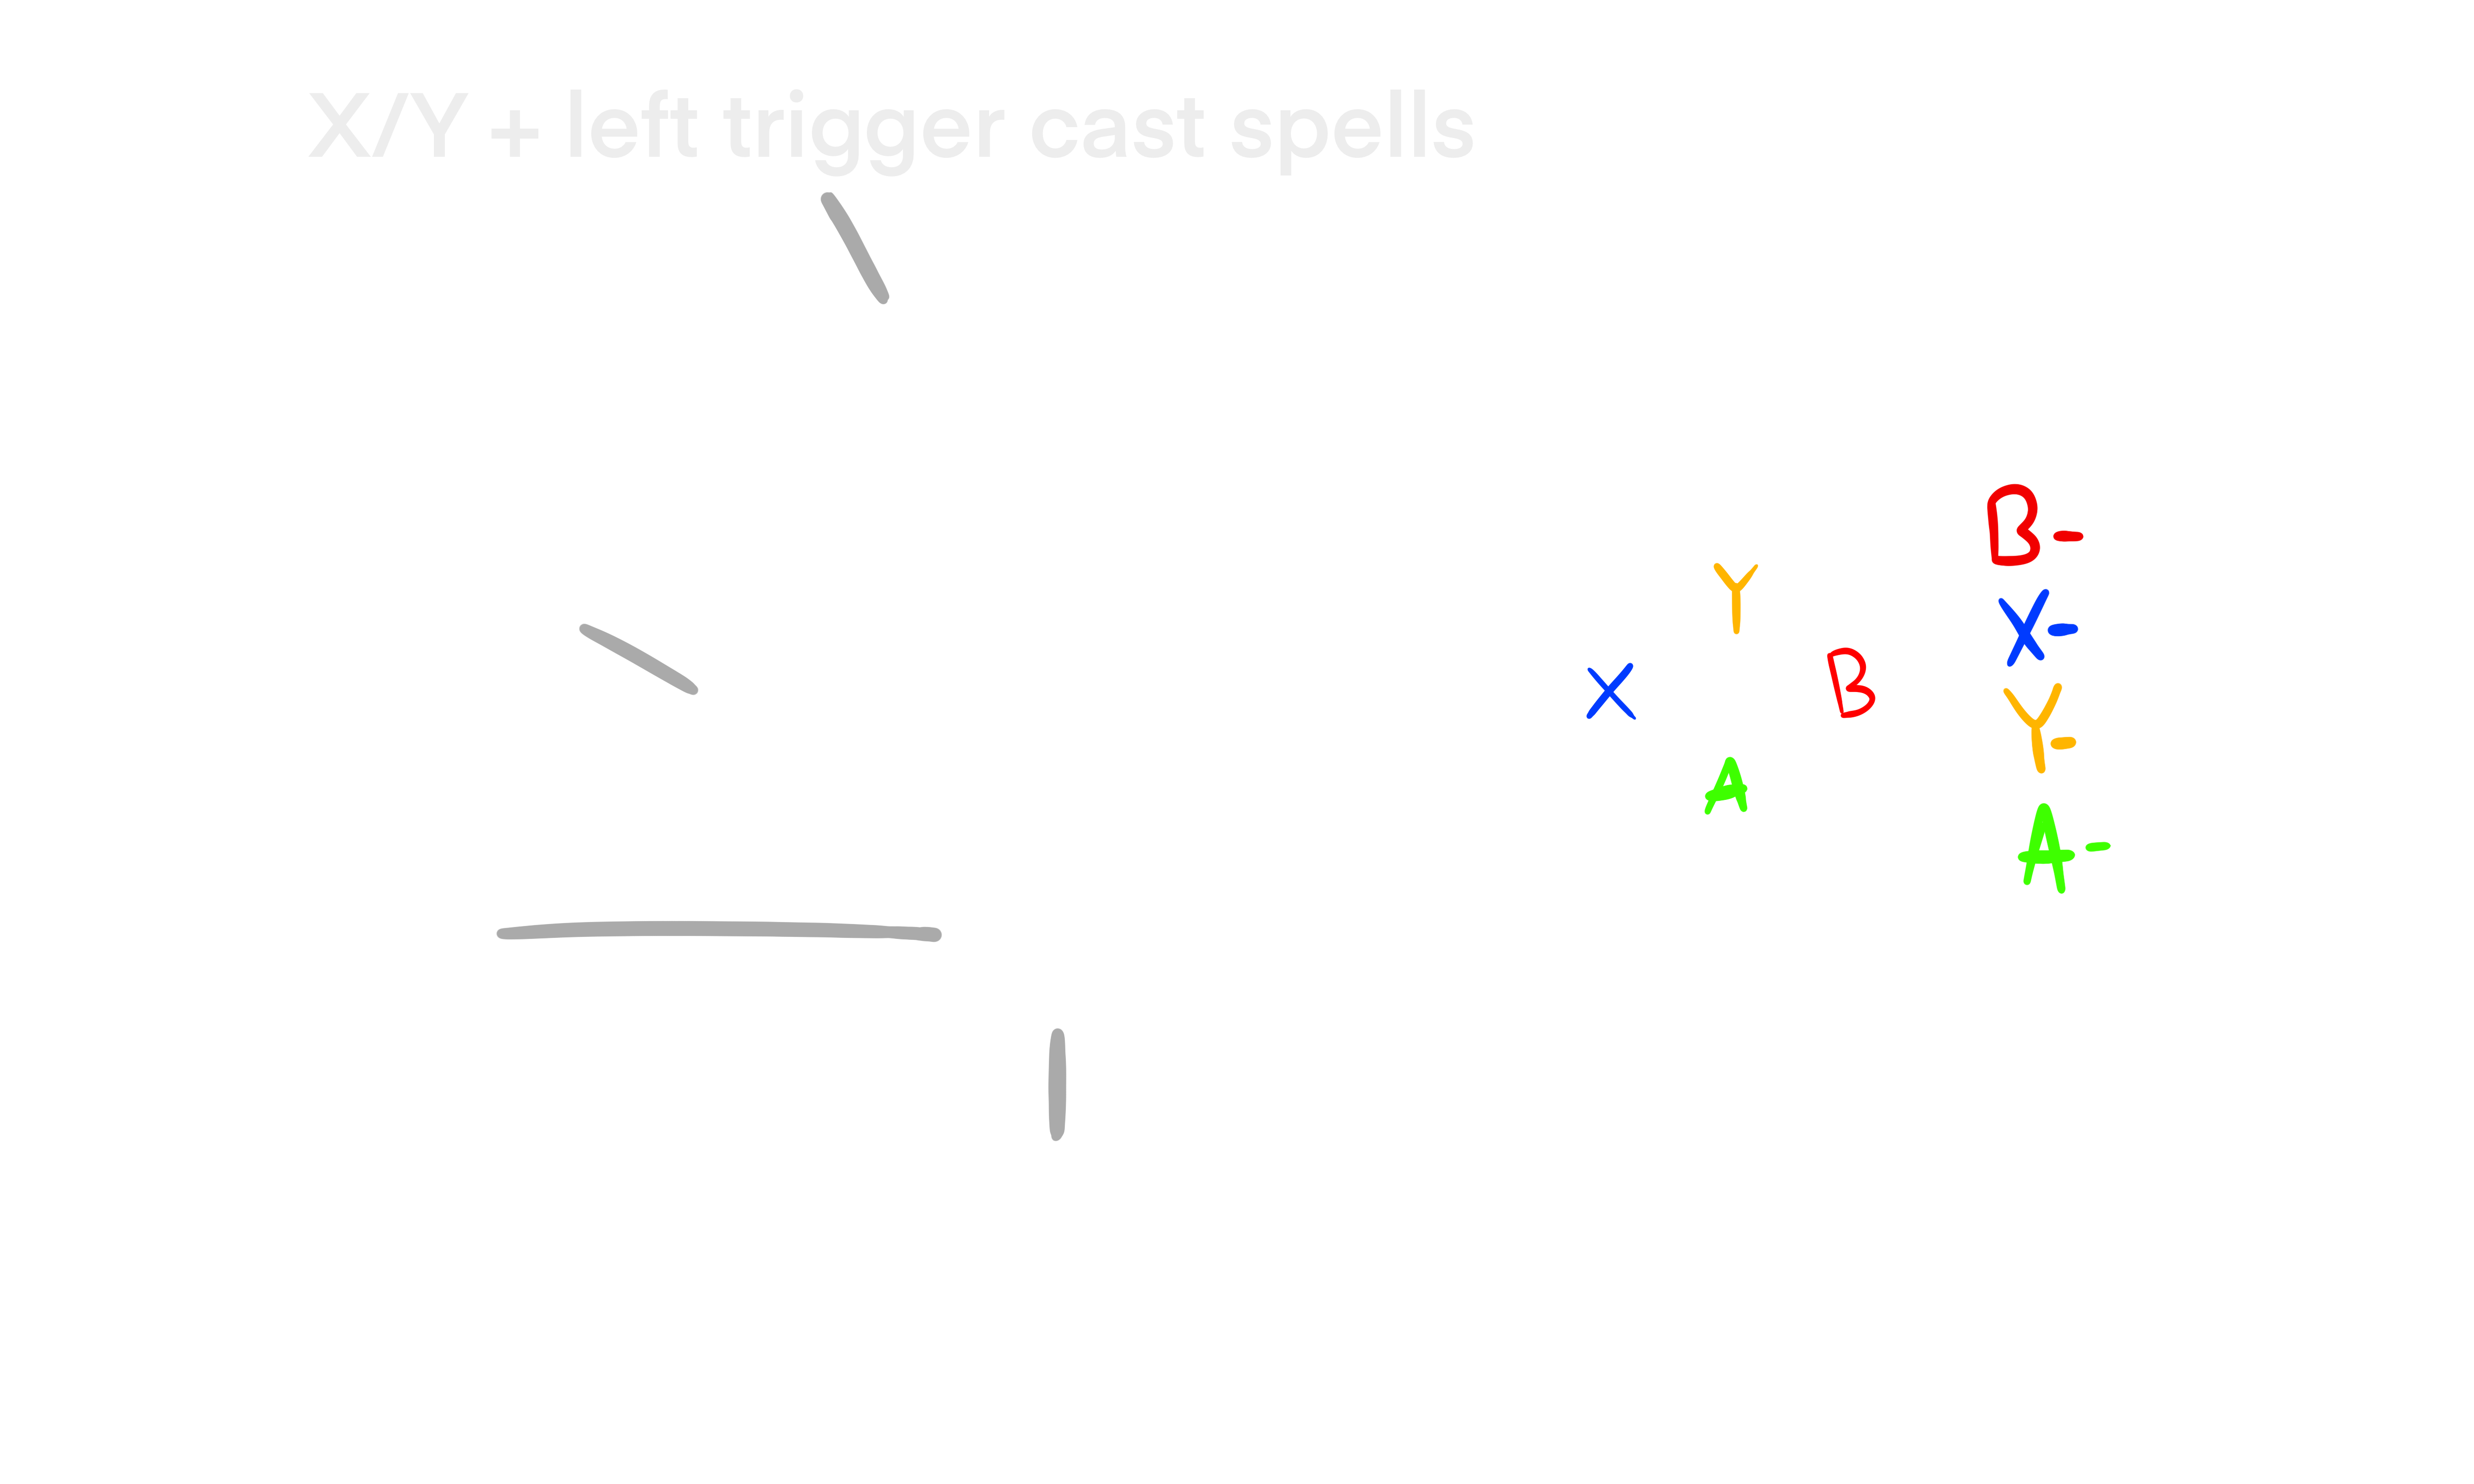 X/Y + left trigger cast spells
Y
X B
A
B-
X-
Y-
A-